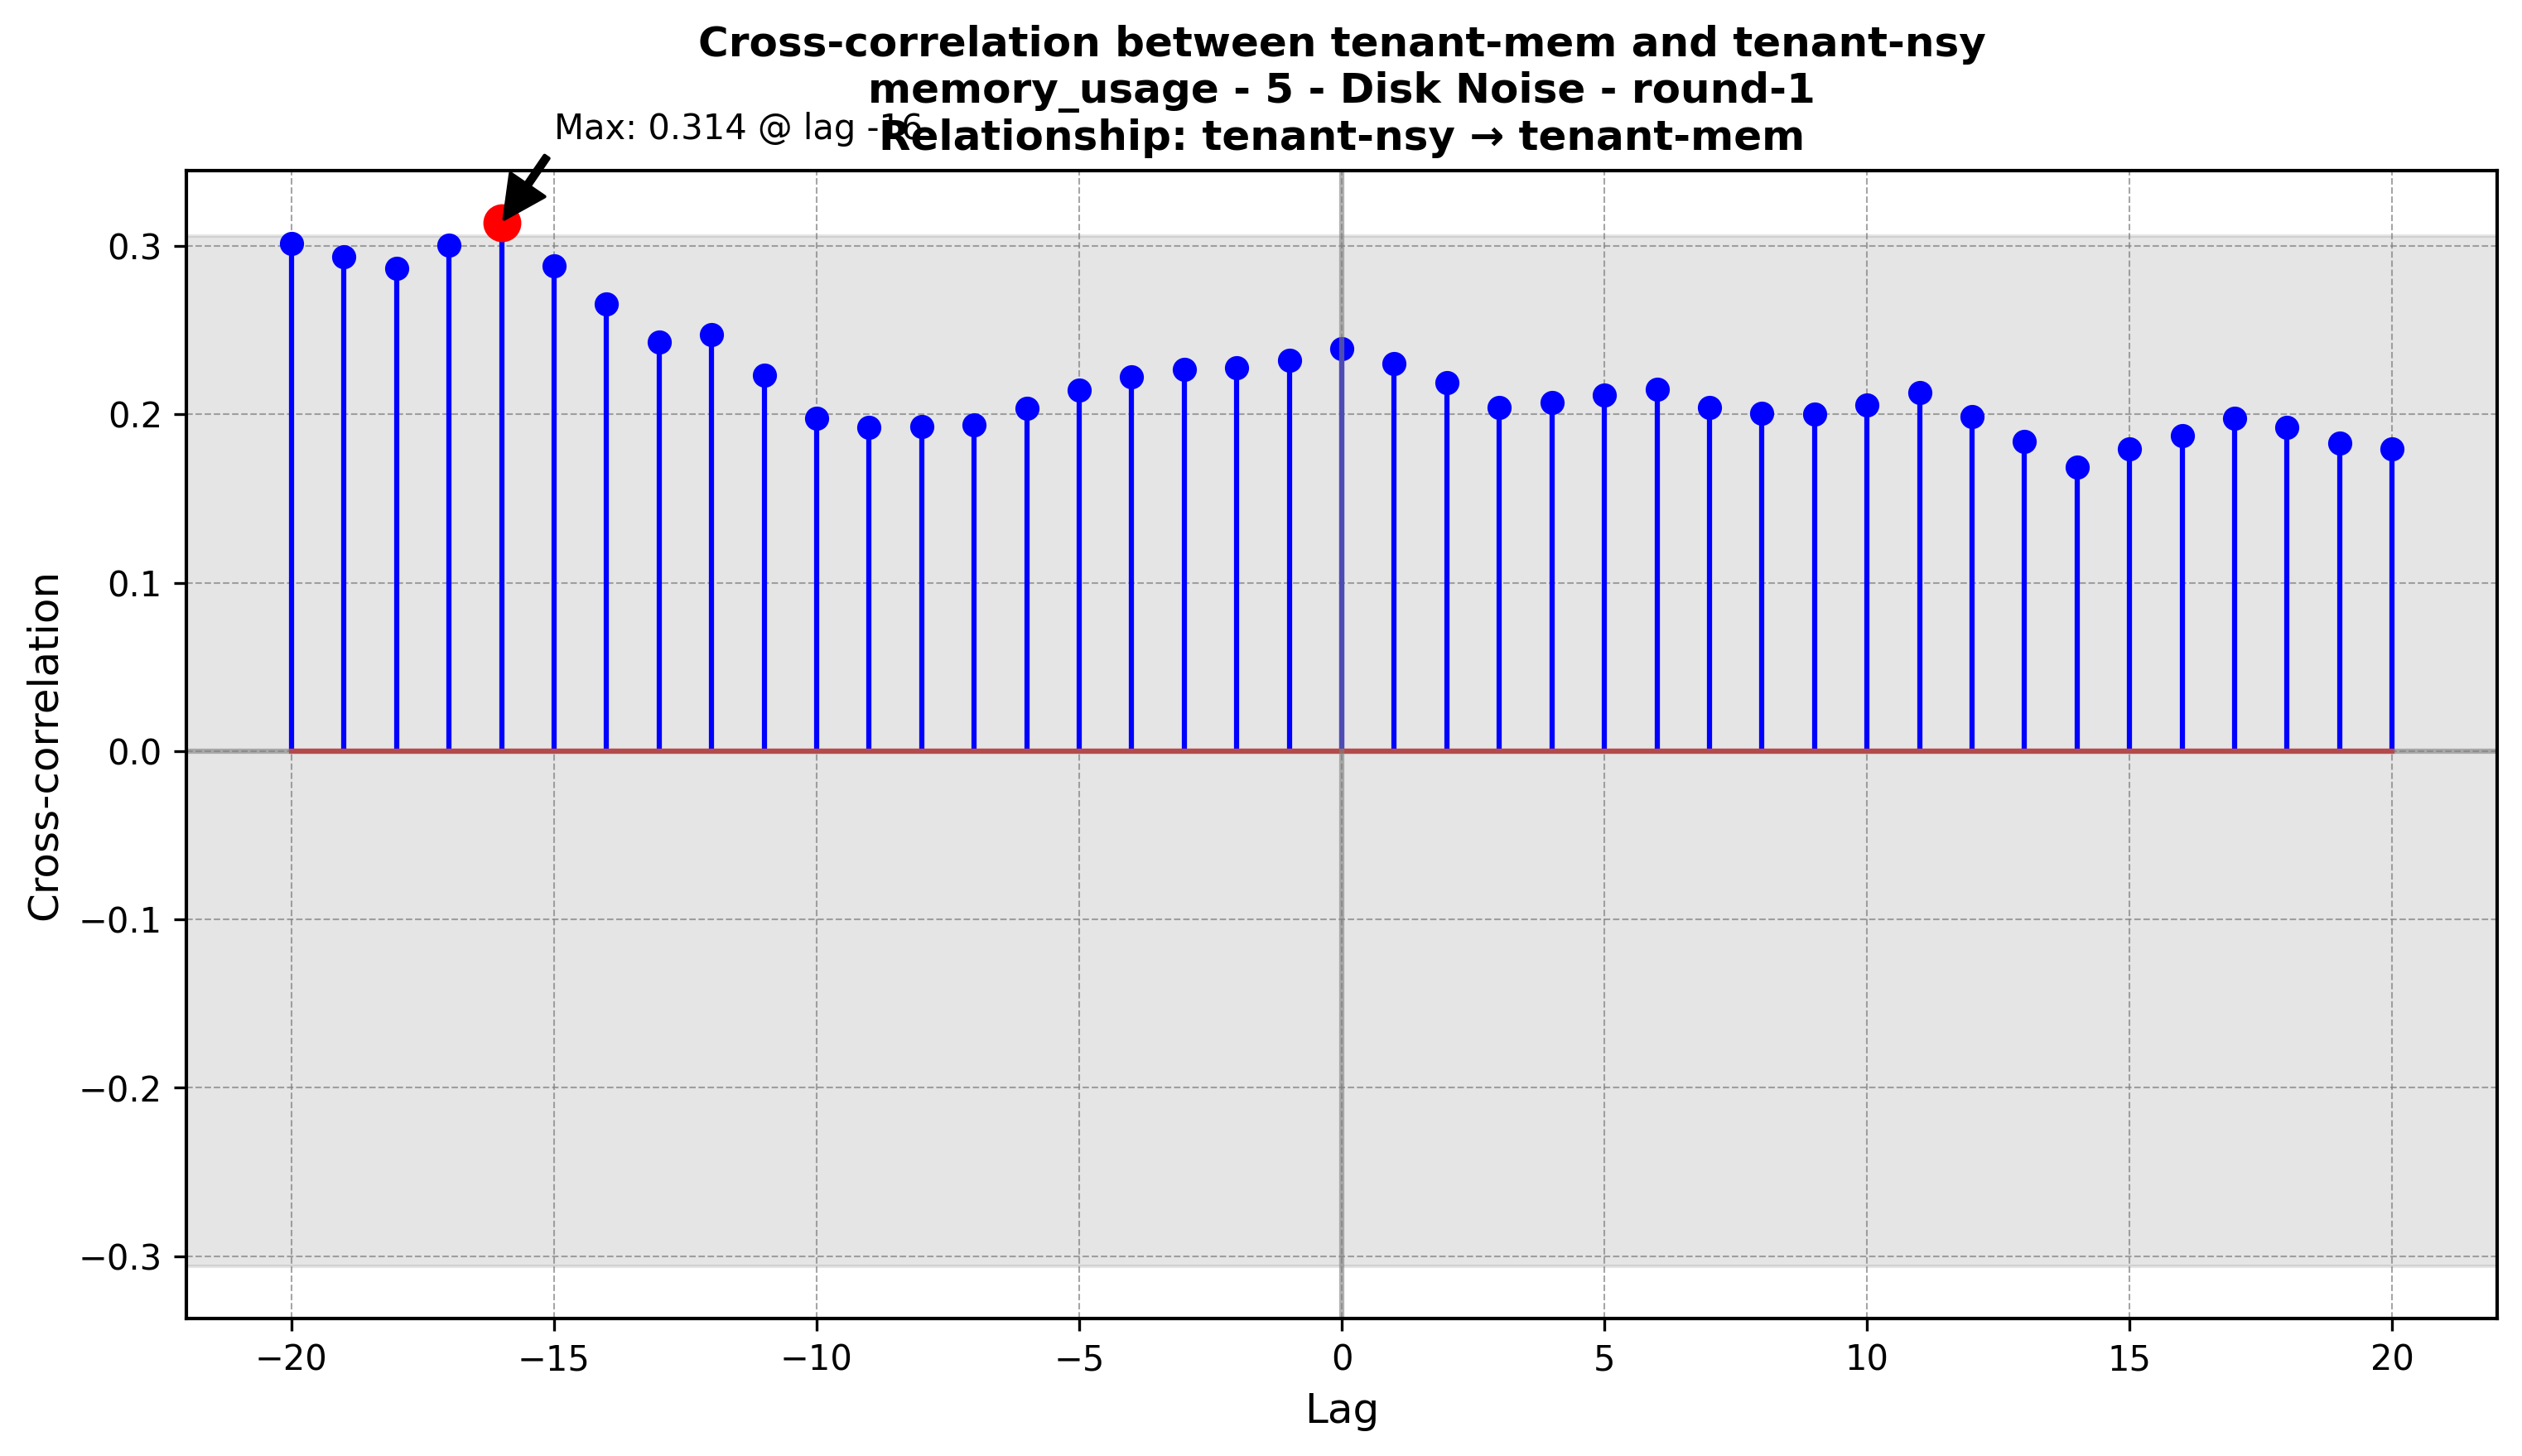 Cross-correlation between tenant-mem and tenant-nsy
memory_usage - 5 - Disk Noise - round-1
Relationship: tenant-nsy → tenant-mem
Max: 0.314 @ lag -16
0.3
0.2
0.1
0.0
−0.1
−0.2
−0.3
Cross-correlation
−20 −15 −10 −5 0 5 10 15 20
Lag